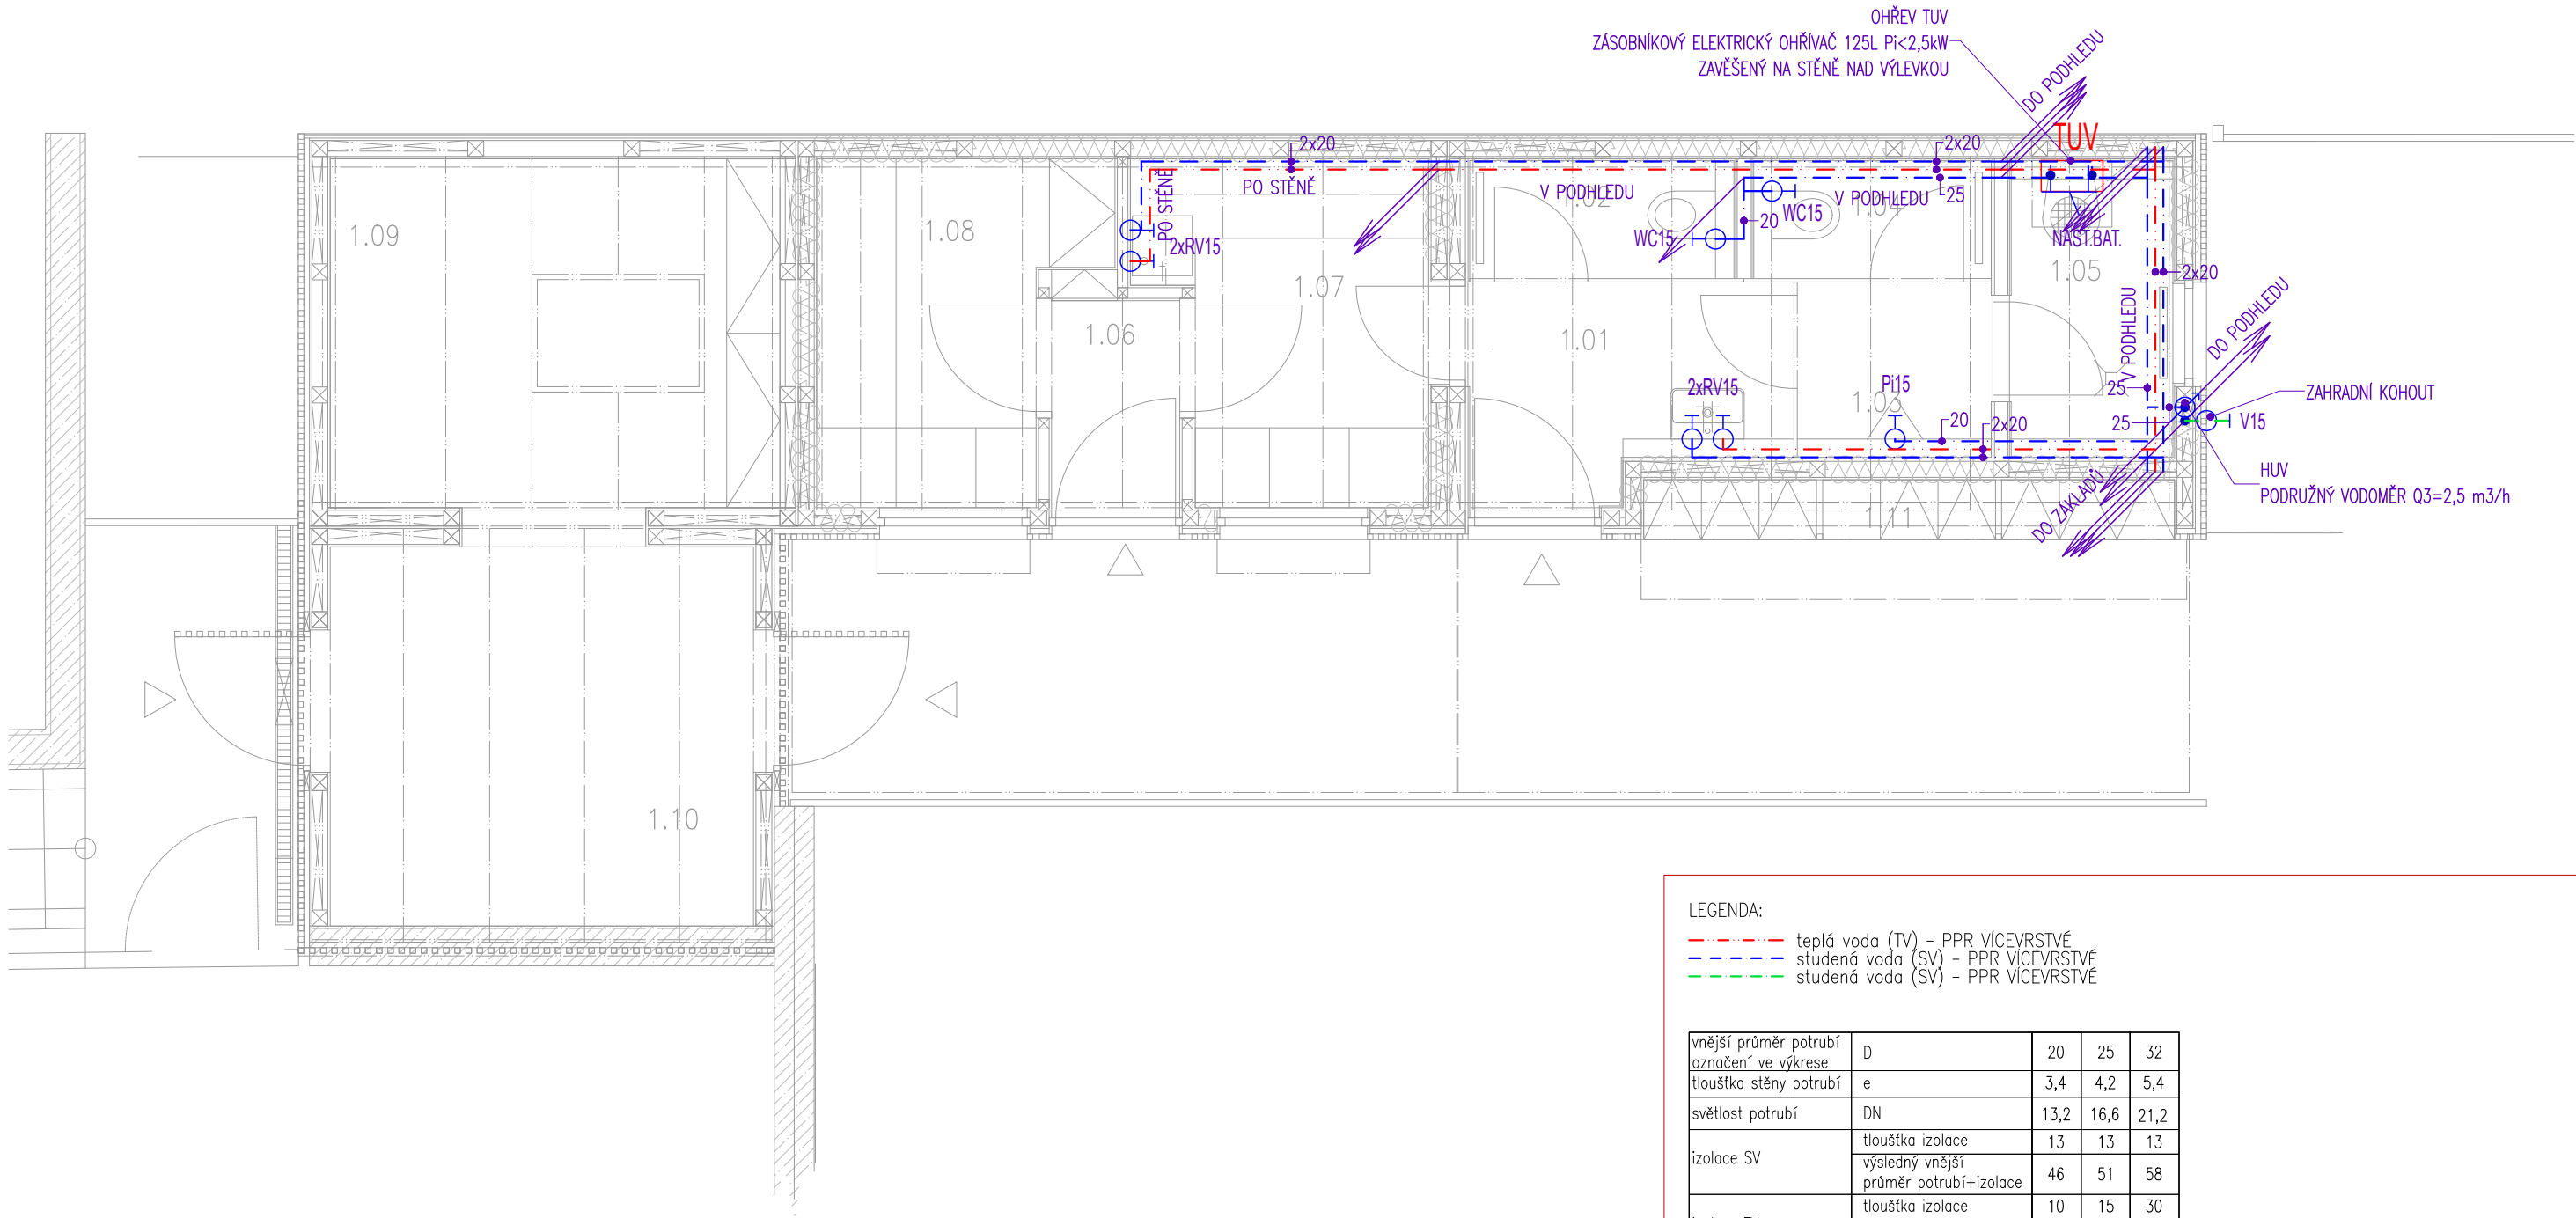 OHŘEV TUV
ZÁSOBNÍKOVÝ ELEKTRICKÝ OHŘÍVAČ 125L Pi<2,5kW
ZAVĚŠENÝ NA STĚNĚ NAD VÝLEVKOU
DO PODHLEDU
TUV
2x20
2x20
PO STĚNĚ
PO STĚNĚ
V PODHLEDU
1.02
V PODHLEDU
1.04
25
WC15
20
WC15
NÁST.BAT.
1.09
1.08
2xRV15
1.07
1.05
2x20
1.06
1.01
V PODHLEDU
DO PODHLEDU
2xRV15
Pi15
1.03
25
ZAHRADNÍ KOHOUT
20
2x20
25
V15
HUV
PODRUŽNÝ VODOMĚR Q3=2,5 m3/h
DO ZÁKLADŮ
1.11
1.10
LEGENDA:
teplá voda (TV) - PPR VÍCEVRSTVÉ
studená voda (SV) - PPR VÍCEVRSTVÉ
studená voda (SV) - PPR VÍCEVRSTVÉ
vnější průměr potrubí
označení ve výkrese
D 20 25 32
tloušťka stěny potrubí e 3,4 4,2 5,4
světlost potrubí DN 13,2 16,6 21,2
izolace SV
tloušťka izolace 13 13 13
výsledný vnější
průměr potrubí+izolace 46 51 58
tloušťka izolace 10 15 30